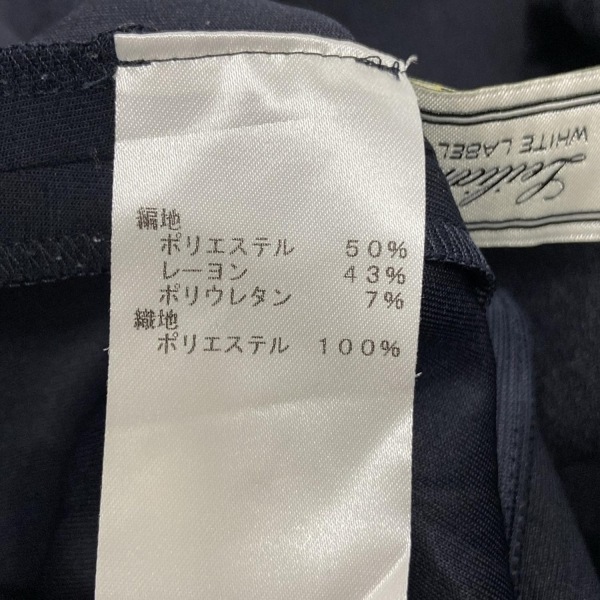 編地
ポリエステル 50%
レーヨン 43%
ポリウレタン 7%
織地
ポリエステル 100%
WHITE LABEL